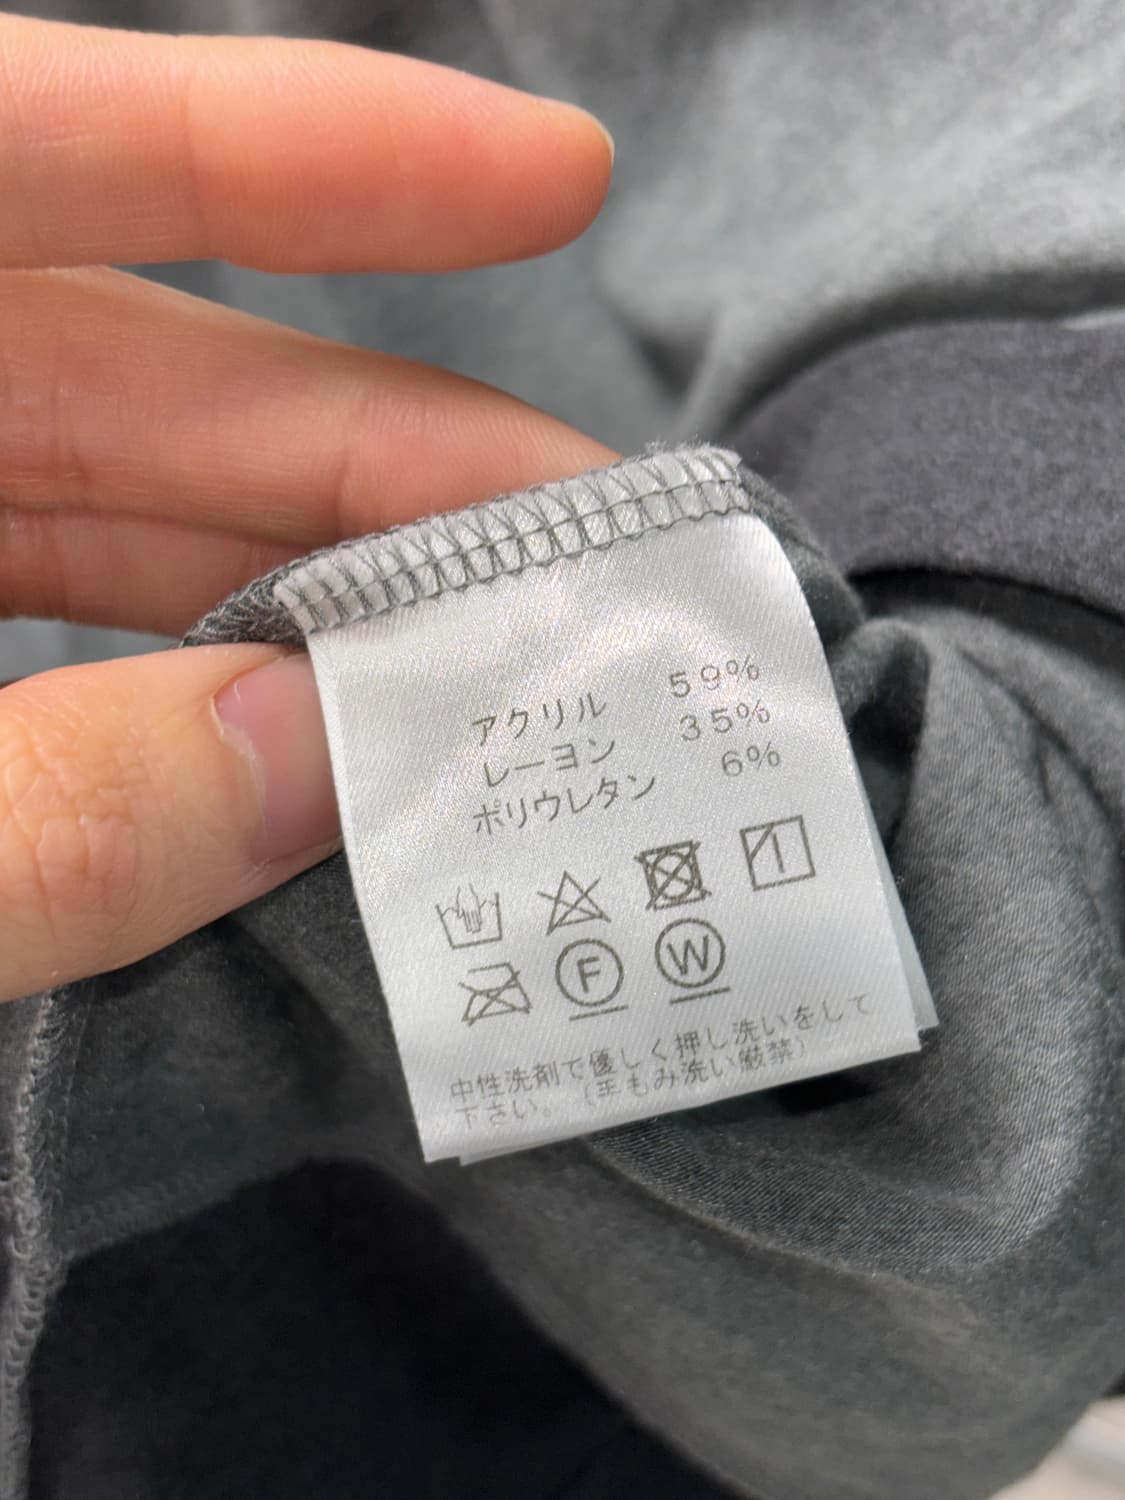 アクリル 59%
レーヨン 35%
ポリウレタン 6%
F W
中性洗剤で優しく押し洗いをして
下さい。（手もみ洗い厳禁）